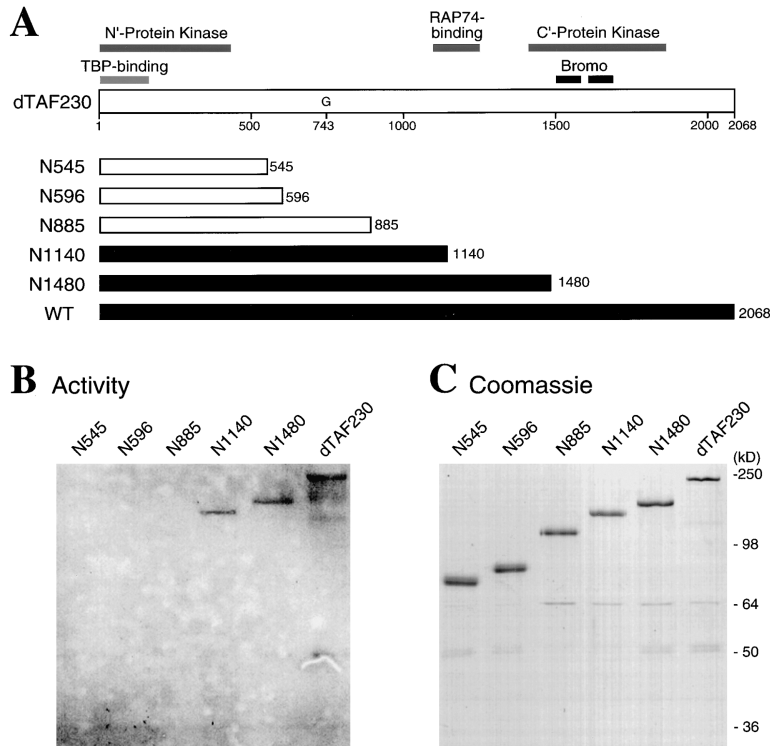 A
N'-Protein Kinase
RAP74-
binding
C'-Protein Kinase
TBP-binding
Bromo
dTAF230
G
1 500 743 1000 1500 2000 2068
N545 545
N596 596
N885 885
N1140 1140
N1480 1480
WT 2068
B Activity
N545 N596 N885 N1140 N1480 dTAF230
C Coomassie
N545 N596 N885 N1140 N1480 dTAF230
(kD)
-250
- 98
- 64
- 50
- 36